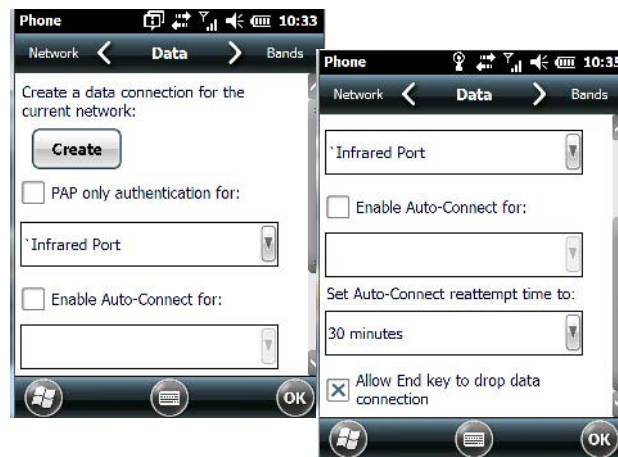 Phone 10:33
Network Data Bands
Create a data connection for the
current network:
Create
PAP only authentication for:
`Infrared Port
Enable Auto-Connect for:
OK
Phone 10:35
Network Data Bands
`Infrared Port
Enable Auto-Connect for:
Set Auto-Connect reattempt time to:
30 minutes
Allow End key to drop data
connection
OK